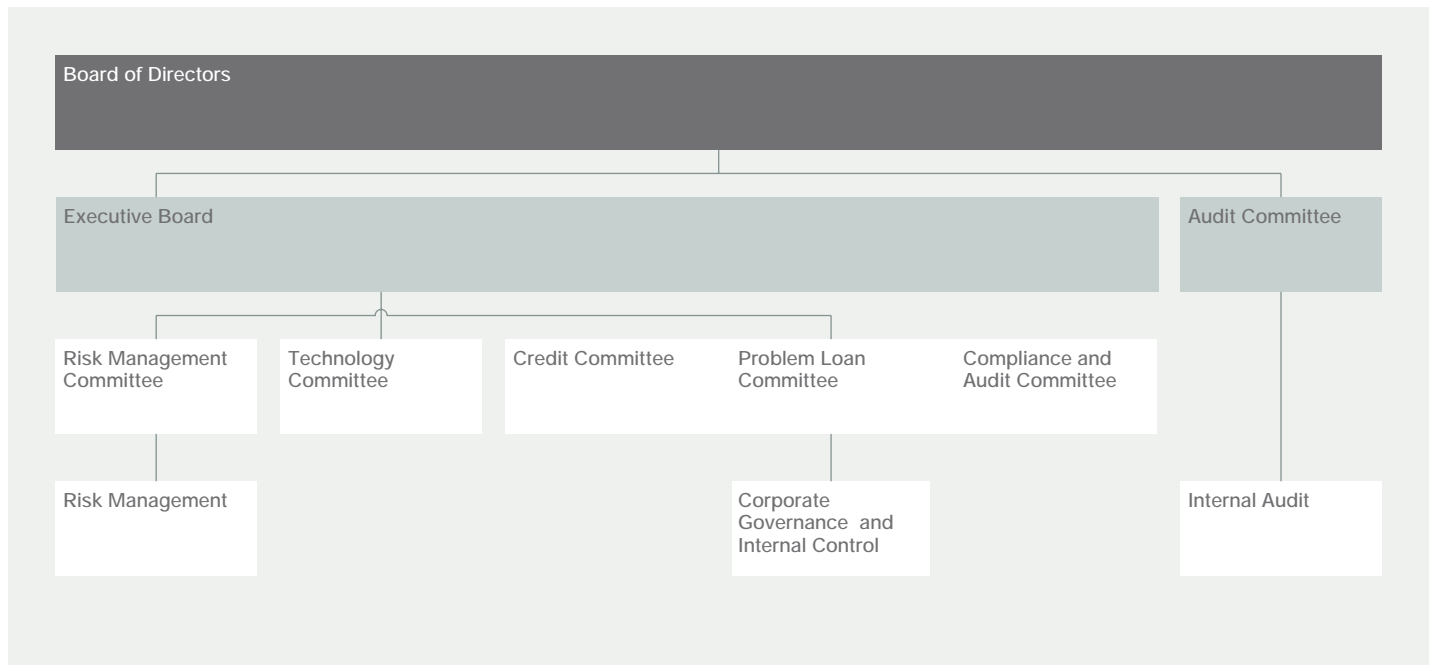 Board of Directors
Executive Board
Audit Committee
Risk Management
Committee
Technology
Committee
Credit Committee
Problem Loan
Committee
Compliance and
Audit Committee
Risk Management
Corporate
Governance and
Internal Control
Internal Audit